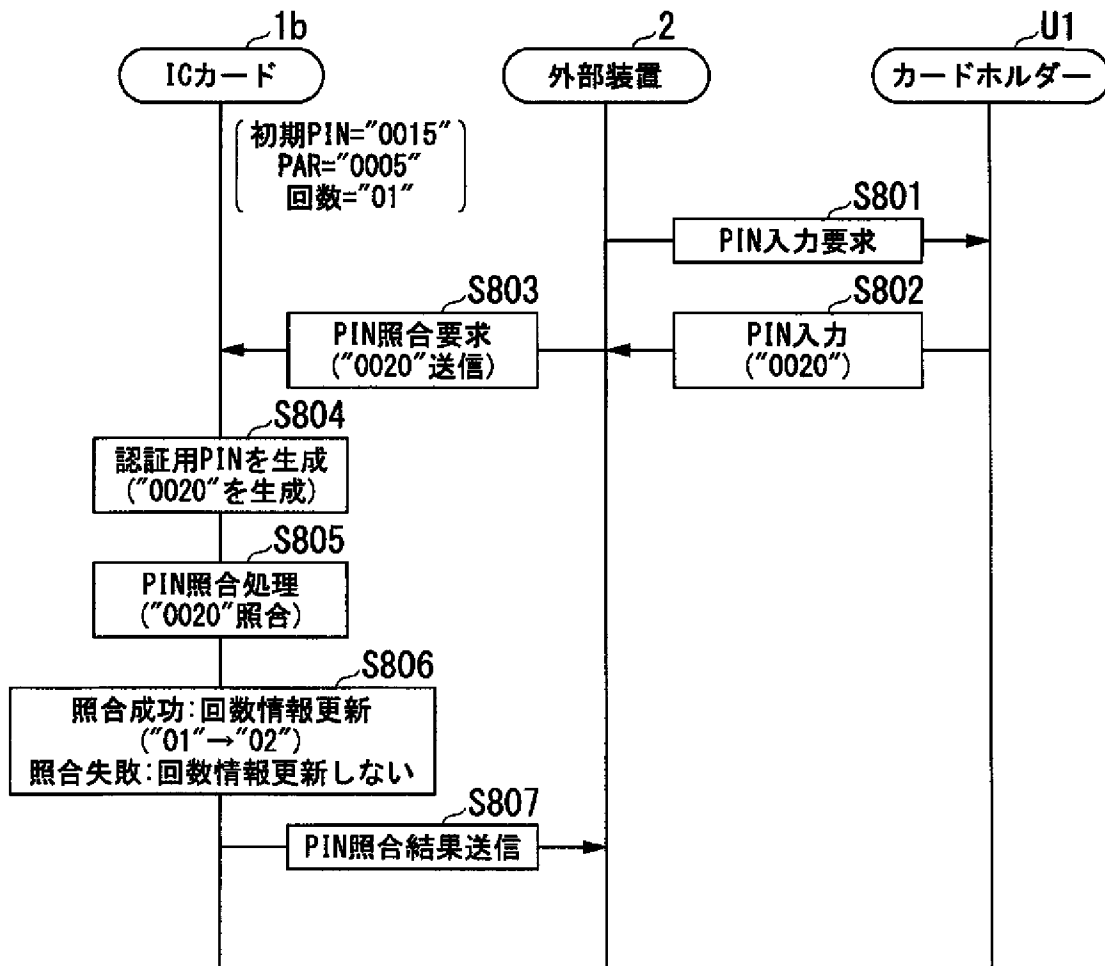 1b
2
U1
ICカード
外部装置
カードホルダー
初期PIN="0015"
PAR="0005"
回数="01"
S801
PIN入力要求
S803
S802
PIN照合要求
("0020"送信)
PIN入力
("0020")
S804
認証用PINを生成
("0020"を生成)
S805
PIN照合処理
("0020"照合)
S806
照合成功:回数情報更新
("01"→"02")
照合失敗:回数情報更新しない
S807
PIN照合結果送信